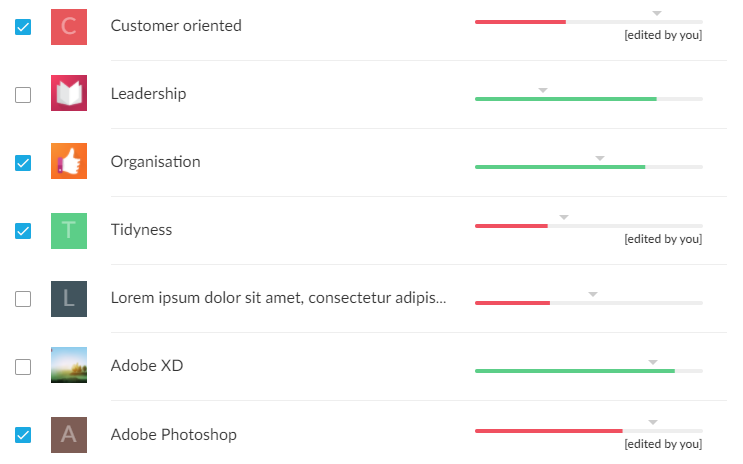 C
Customer oriented
[edited by you]
Leadership
Organisation
T
Tidyness
[edited by you]
L
Lorem ipsum dolor sit amet, consectetur adipis...
Adobe XD
A
Adobe Photoshop
[edited by you]